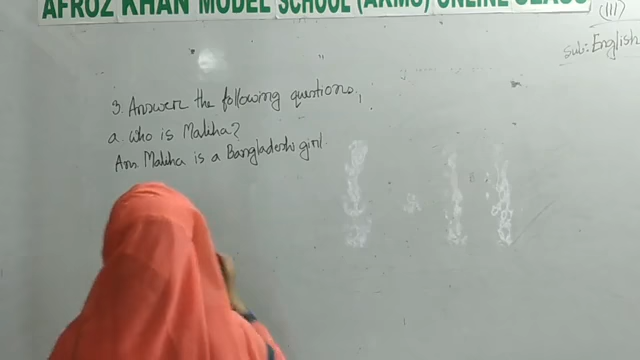 AFROZ KHAN MODEL SCHOOL (AKMS) ONLINE CLASS
(III)
Sub: English
3. Answer the following questions.
a who is Maliha?
Ans. Maliha is a Bangladeshi girl.